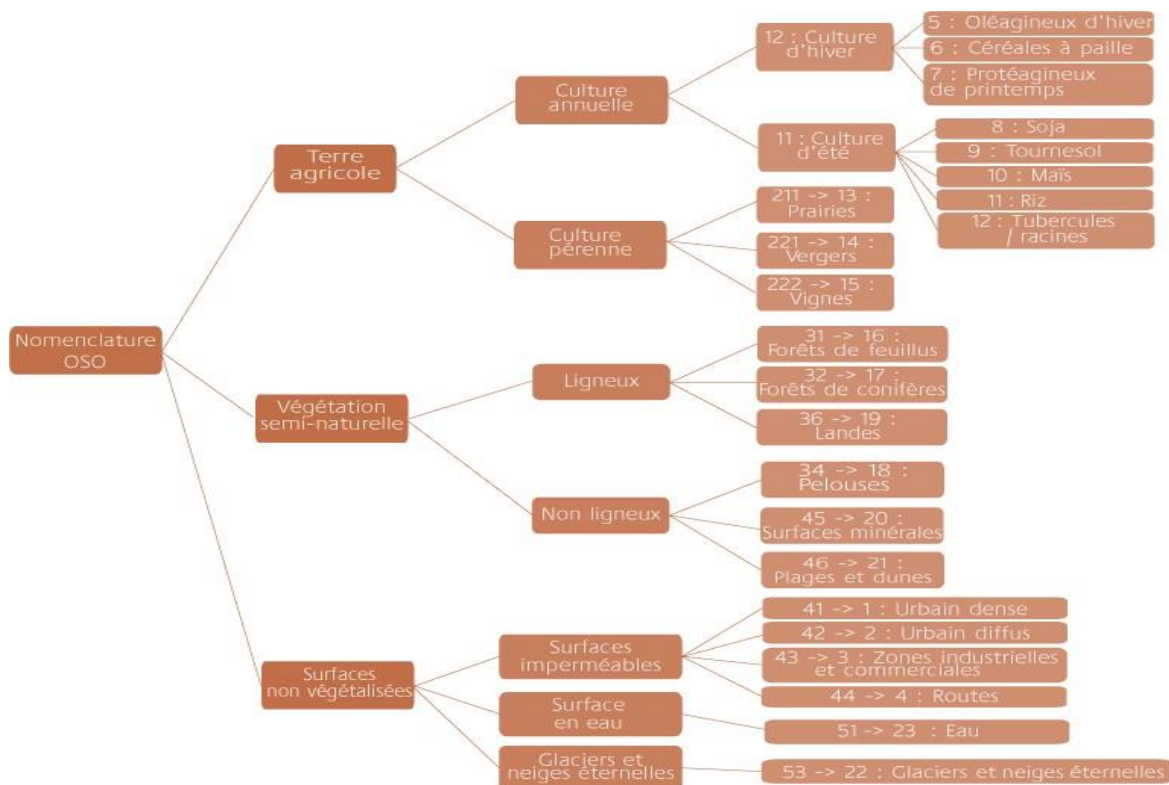 Nomenclature
OSO
Terre
agricole
Culture
annuelle
12 : Culture
d'hiver
5 : Oléagineux d'hiver
6 : Céréales à paille
7 : Protéagineux
de printemps
11 : Culture
d'été
8 : Soja
9 : Tournesol
10 : Maïs
11 : Riz
12 : Tubercules
/ racines
Culture
pérenne
211 -> 13 :
Prairies
221 -> 14 :
Vergers
222 -> 15 :
Vignes
Végétation
semi-naturelle
Ligneux
31 -> 16 :
Forêts de feuillus
32 -> 17 :
Forêts de conifères
36 -> 19 :
Landes
Non ligneux
34 -> 18 :
Pelouses
45 -> 20 :
Surfaces minérales
46 -> 21 :
Plages et dunes
Surfaces
non végétalisées
Surfaces
imperméables
41 -> 1 : Urbain dense
42 -> 2 : Urbain diffus
43 -> 3 : Zones industrielles
et commerciales
44 -> 4 : Routes
Surface
en eau
51 -> 23 : Eau
Glaciers et
neiges éternelles
53 -> 22 : Glaciers et neiges éternelles